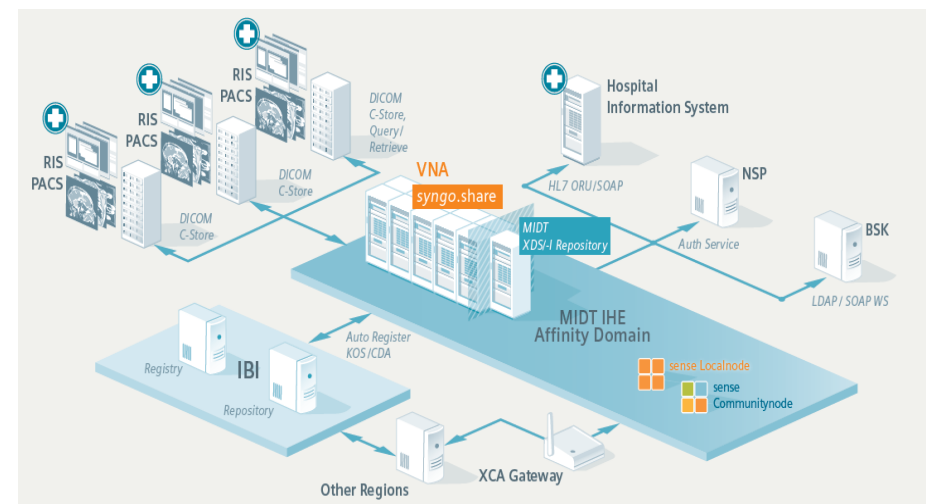 RIS
PACS
DICOM
C-Store,
Query/
Retrieve
RIS
PACS
DICOM
C-Store
RIS
PACS
DICOM
C-Store
VNA
syngo.share
MIDT
XDS/-I Repository
Hospital
Information System
HL7 ORU/SOAP
NSP
Auth Service
BSK
LDAP / SOAP WS
MIDT IHE
Affinity Domain
sense Localnode
sense
Communitynode
Auto Register
KOS/CDA
IBI
Registry
Repository
XCA Gateway
Other Regions